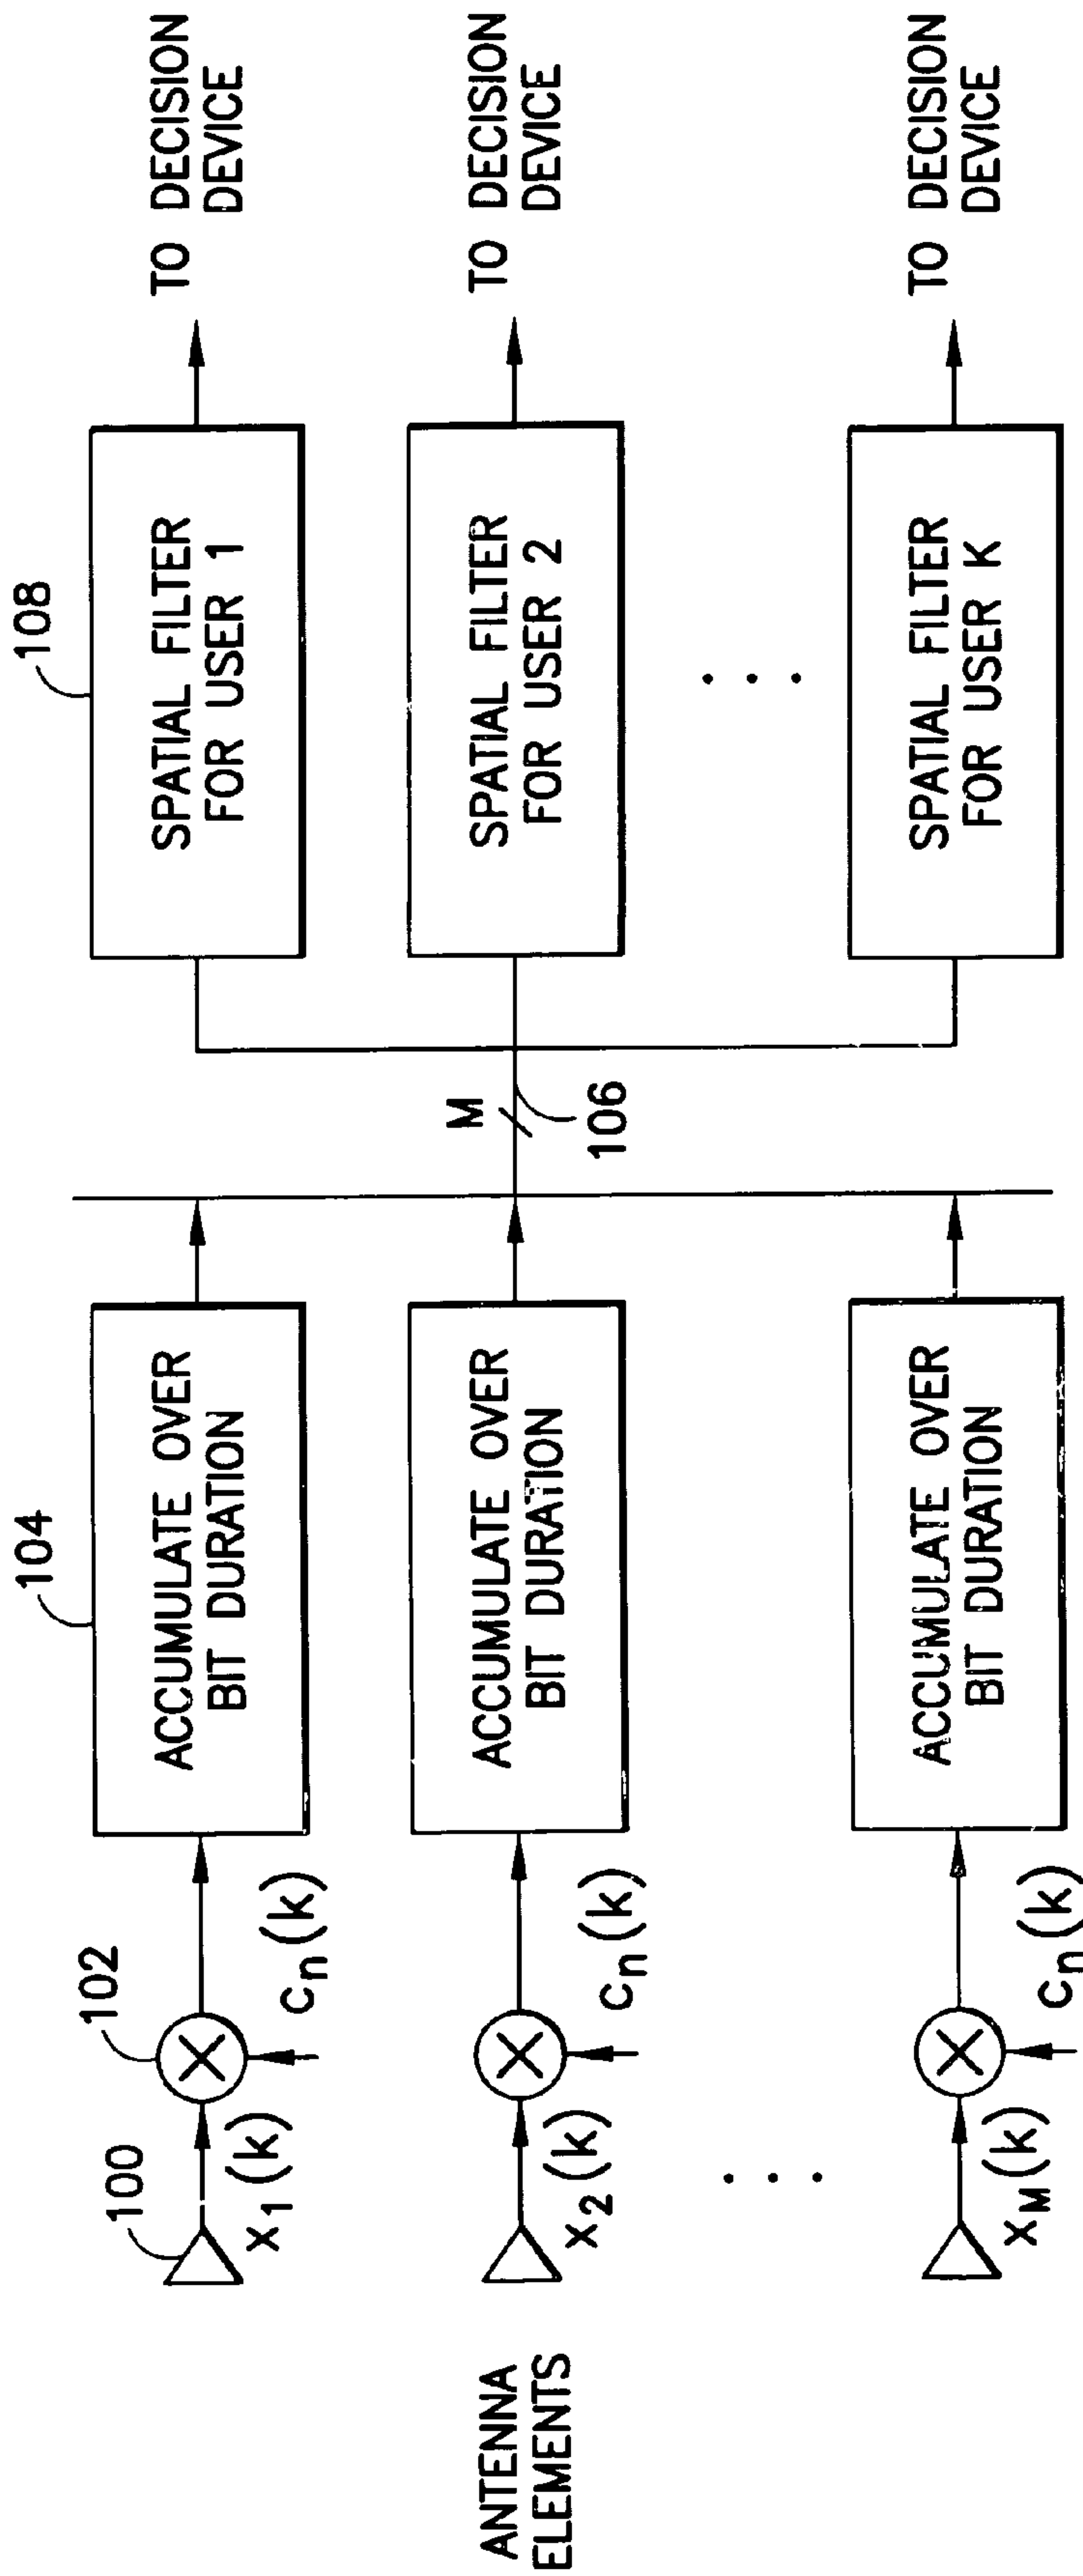 ANTENNA
ELEMENTS
100
x1(k)
102
cn(k)
104
ACCUMULATE OVER
BIT DURATION
108
SPATIAL FILTER
FOR USER 1
TO DECISION
DEVICE
x2(k)
cn(k)
ACCUMULATE OVER
BIT DURATION
M
106
SPATIAL FILTER
FOR USER 2
TO DECISION
DEVICE
xM(k)
cn(k)
ACCUMULATE OVER
BIT DURATION
SPATIAL FILTER
FOR USER K
TO DECISION
DEVICE